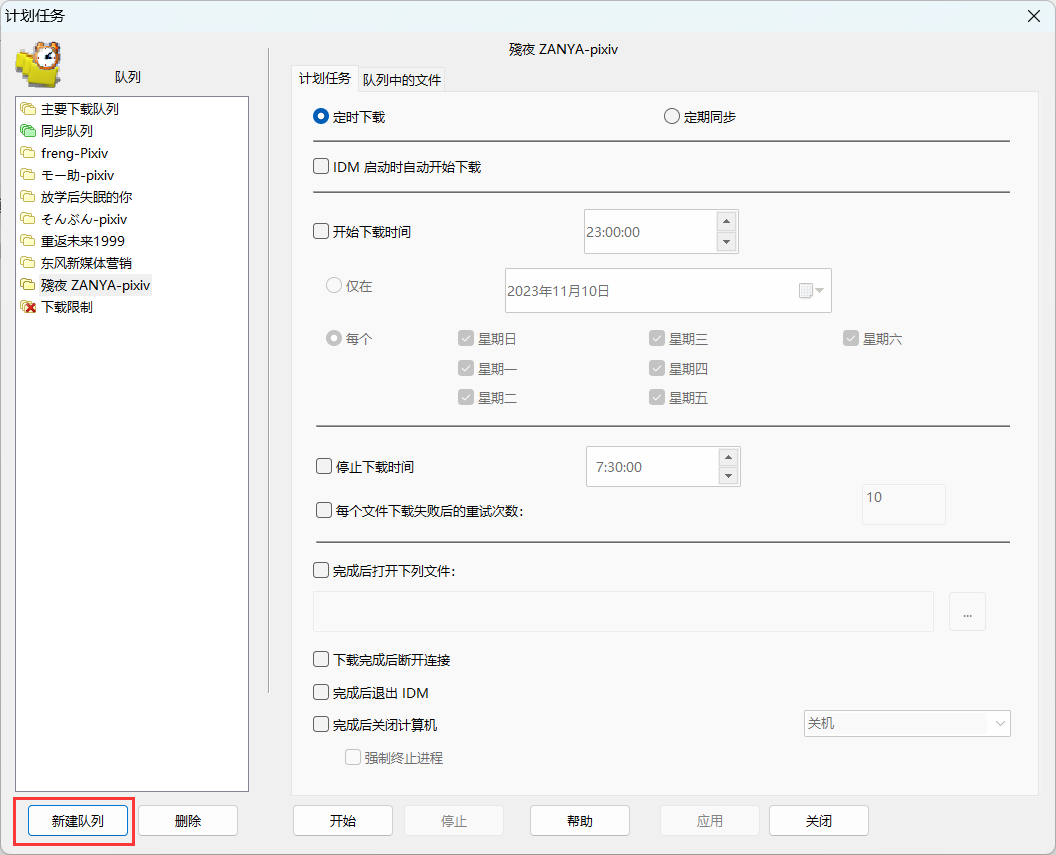 计划任务
队列
主要下载队列
同步队列
freng-Pixiv
モー助-pixiv
放学后失眠的你
そんぶん-pixiv
重返未来1999
东风新媒体营销
殘夜 ZANYA-pixiv
下载限制
新建队列
删除
殘夜 ZANYA-pixiv
计划任务
队列中的文件
定时下载 定期同步
IDM 启动时自动开始下载
开始下载时间 23:00:00
仅在 2023年11月10日
每个 星期日 星期三 星期六
星期一 星期四
星期二 星期五
停止下载时间 7:30:00
每个文件下载失败后的重试次数: 10
完成后打开下列文件:
...
下载完成后断开连接
完成后退出 IDM
完成后关闭计算机 关机
强制终止进程
开始 停止 帮助 应用 关闭